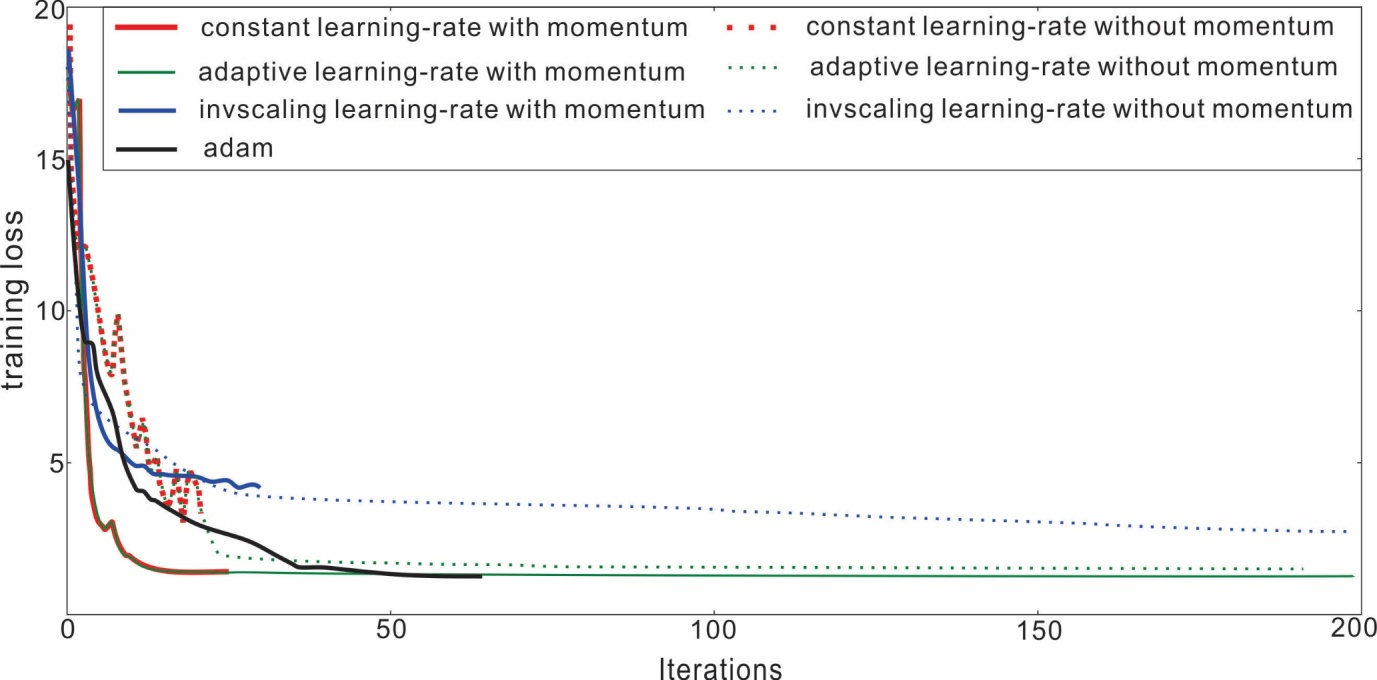 20
constant learning-rate with momentum
constant learning-rate without momentum
adaptive learning-rate with momentum
adaptive learning-rate without momentum
invscaling learning-rate with momentum
invscaling learning-rate without momentum
adam
15
training loss
10
5
0 50 100 150 200
Iterations